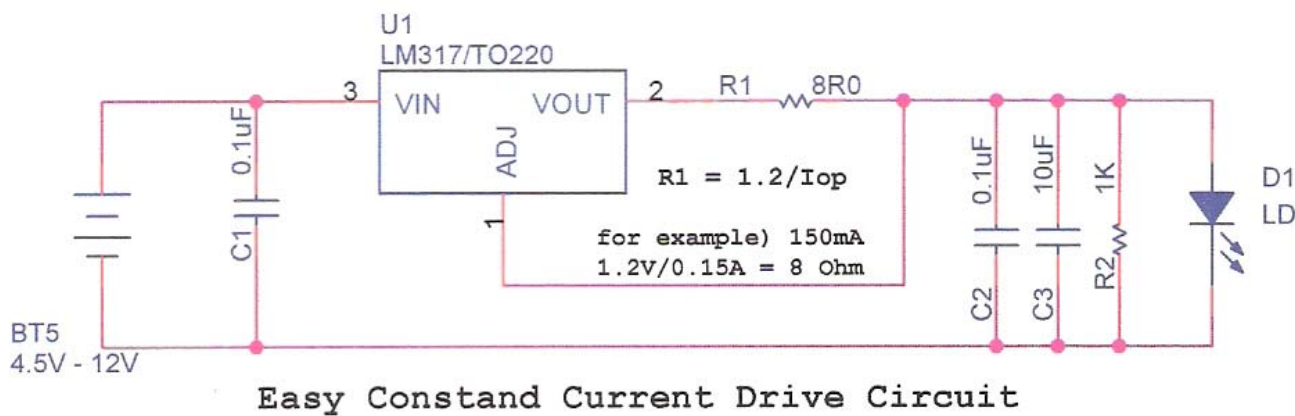 U1
LM317/TO220
3
VIN
VOUT
2
R1
8R0
ADJ
1
0.1uF
C1
R1 = 1.2/Iop
for example) 150mA
1.2V/0.15A = 8 Ohm
0.1uF
C2
10uF
C3
1K
R2
D1
LD
BT5
4.5V - 12V
Easy Constand Current Drive Circuit